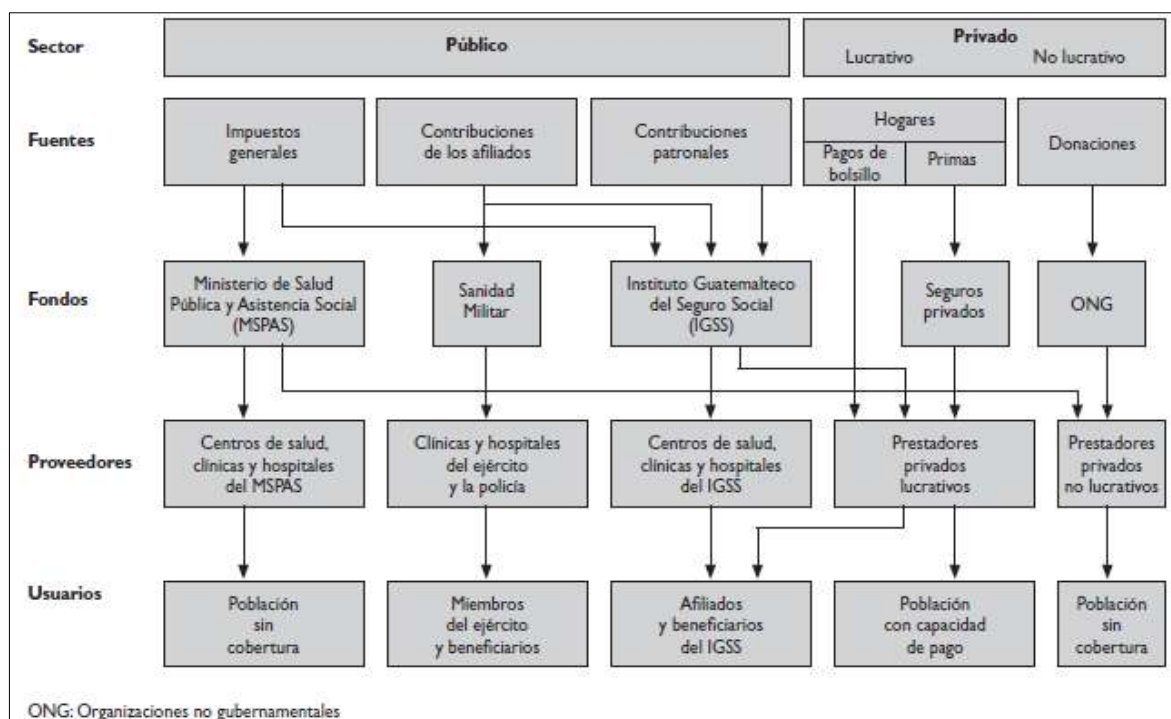 Sector
Público
Privado
Lucrativo No lucrativo
Fuentes
Impuestos
generales
Contribuciones
de los afiliados
Contribuciones
patronales
Hogares
Pagos de
bolsillo
Primas
Donaciones
Fondos
Ministerio de Salud
Pública y Asistencia Social
(MSPAS)
Sanidad
Militar
Instituto Guatemalteco
del Seguro Social
(IGSS)
Seguros
privados
ONG
Proveedores
Centros de salud,
clínicas y hospitales
del MSPAS
Clínicas y hospitales
del ejército
y la policía
Centros de salud,
clínicas y hospitales
del IGSS
Prestadores
privados
lucrativos
Prestadores
privados
no lucrativos
Usuarios
Población
sin
cobertura
Miembros
del ejército
y beneficiarios
Afiliados
y beneficiarios
del IGSS
Población
con capacidad
de pago
Población
sin
cobertura
ONG: Organizaciones no gubernamentales